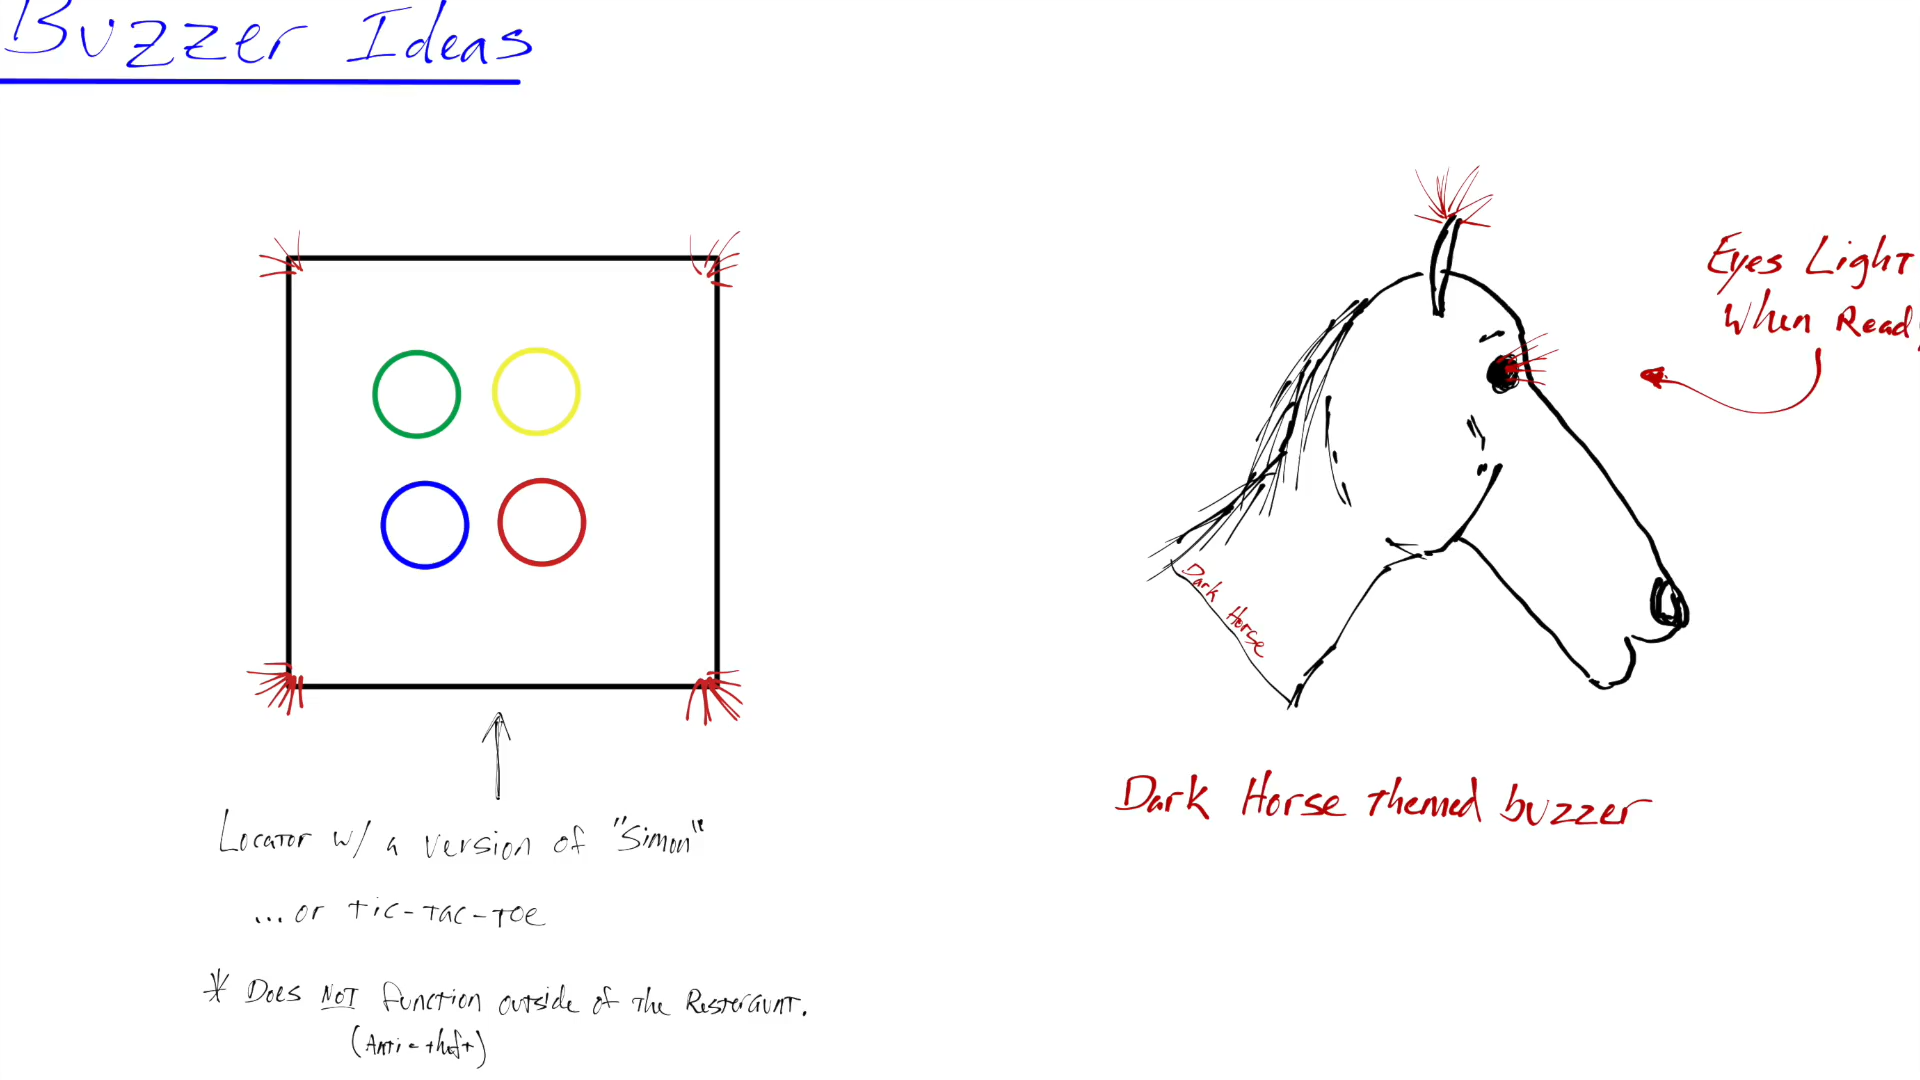 Buzzer Ideas
Eyes Light
When Ready
Dark Horse
Dark Horse themed buzzer
Locator w/ a version of "Simon"
...or tic-tac-toe
* Does NOT function outside of the Resteraunt.
(Anti-theft)